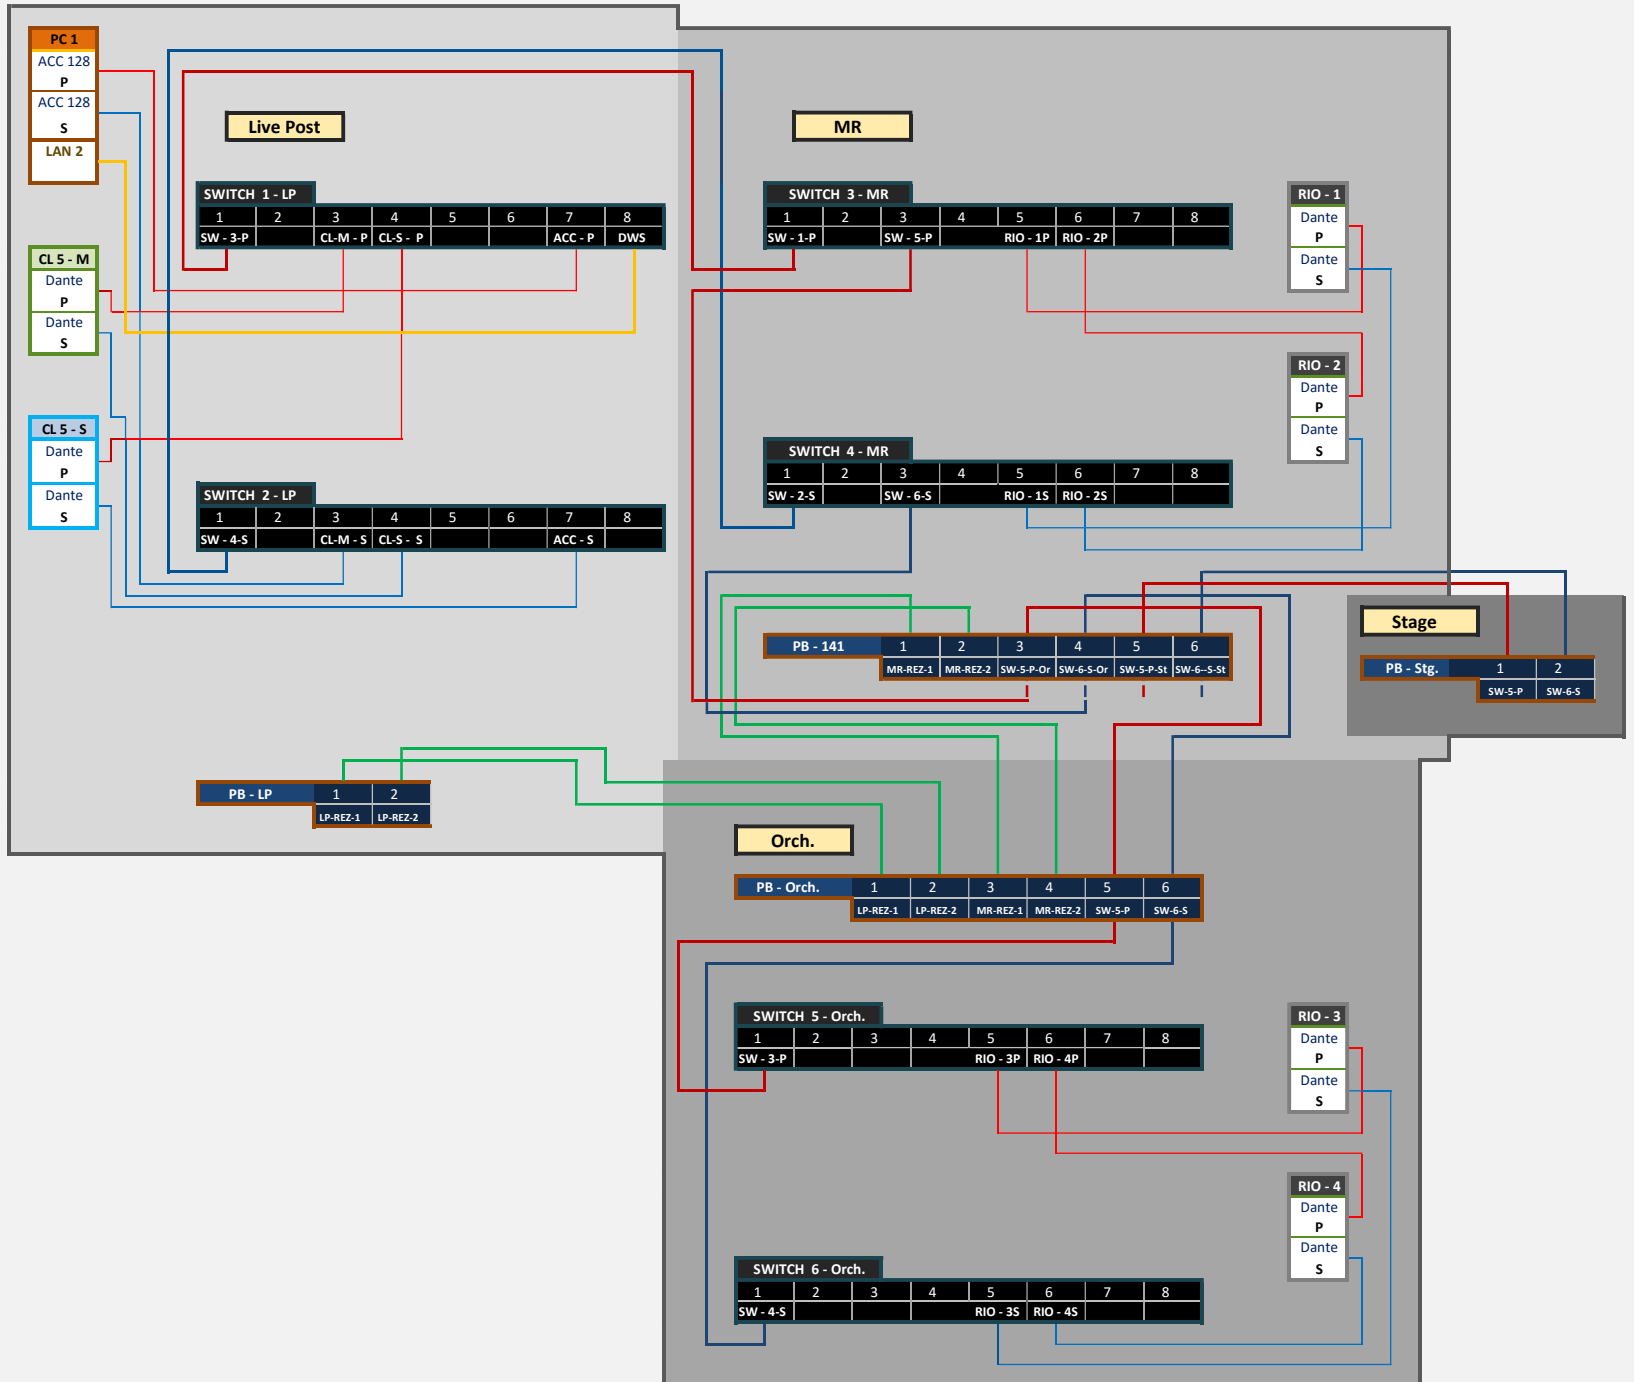 PC 1
ACC 128
P
ACC 128
S
LAN 2
CL 5 - M
Dante
P
Dante
S
CL 5 - S
Dante
P
Dante
S
Live Post
SWITCH 1 - LP
1 2 3 4 5 6 7 8
SW - 3-P CL-M - P CL-S - P ACC - P DWS
SWITCH 2 - LP
1 2 3 4 5 6 7 8
SW - 4-S CL-M - S CL-S - S ACC - S
PB - LP 1 2
LP-REZ-1 LP-REZ-2
MR
SWITCH 3 - MR
1 2 3 4 5 6 7 8
SW - 1-P SW - 5-P RIO - 1P RIO - 2P
RIO - 1
Dante
P
Dante
S
RIO - 2
Dante
P
Dante
S
SWITCH 4 - MR
1 2 3 4 5 6 7 8
SW - 2-S SW - 6-S RIO - 1S RIO - 2S
PB - 141 1 2 3 4 5 6
MR-REZ-1 MR-REZ-2 SW-5-P-Or SW-6-S-Or SW-5-P-St SW-6--S-St
Stage
PB - Stg. 1 2
SW-5-P SW-6-S
Orch.
PB - Orch. 1 2 3 4 5 6
LP-REZ-1 LP-REZ-2 MR-REZ-1 MR-REZ-2 SW-5-P SW-6-S
SWITCH 5 - Orch.
1 2 3 4 5 6 7 8
SW - 3-P RIO - 3P RIO - 4P
RIO - 3
Dante
P
Dante
S
RIO - 4
Dante
P
Dante
S
SWITCH 6 - Orch.
1 2 3 4 5 6 7 8
SW - 4-S RIO - 3S RIO - 4S